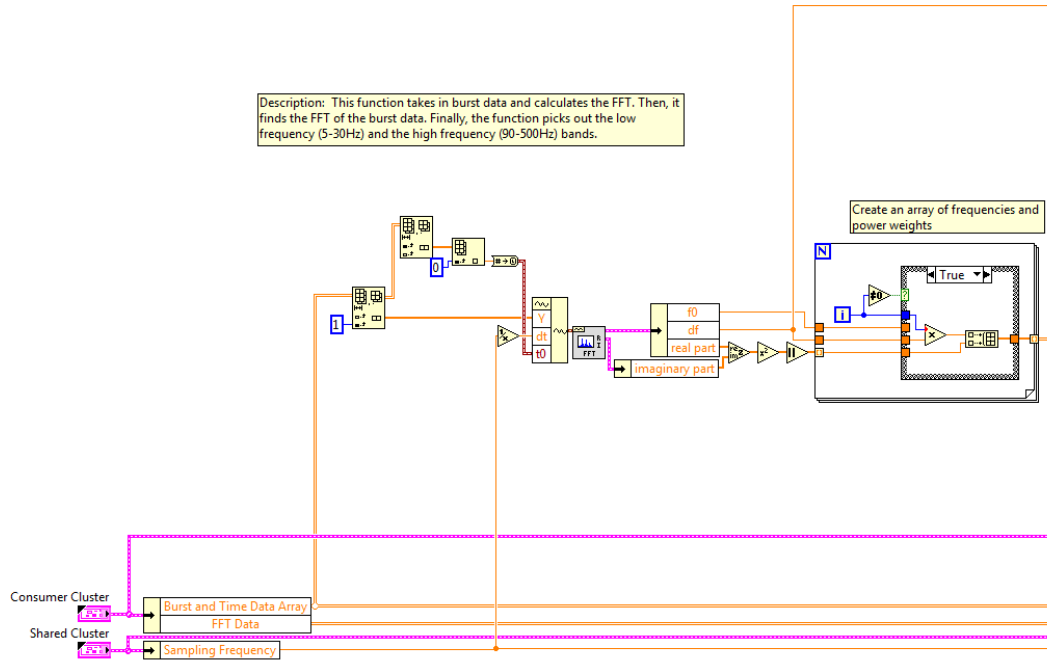 Description:  This function takes in burst data and calculates the FFT. Then, it
finds the FFT of the burst data. Finally, the function picks out the low
frequency (5-30Hz) and the high frequency (90-500Hz) bands.
Create an array of frequencies and
power weights
N
True
0
≠0
?
1
i
Y
f0
dt
df
x
t0
FFT
real part
imaginary part
Consumer Cluster
Burst and Time Data Array
FFT Data
Shared Cluster
Sampling Frequency